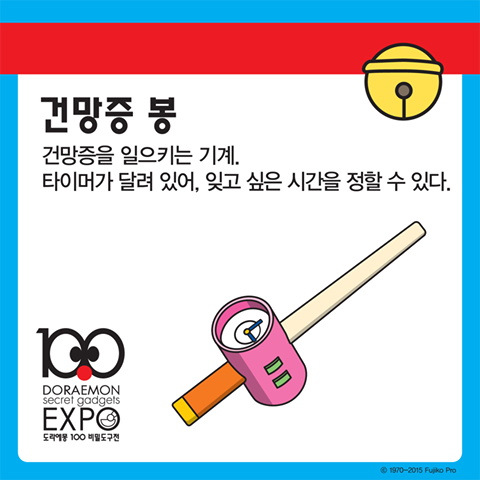 건망증 봉
건망증을 일으키는 기계.
타이머가 달려 있어, 잊고 싶은 시간을 정할 수 있다.
100
DORAEMON
secret gadgets
EXPO
도라에몽 100 비밀도구전
© 1970~2015 Fujiko Pro